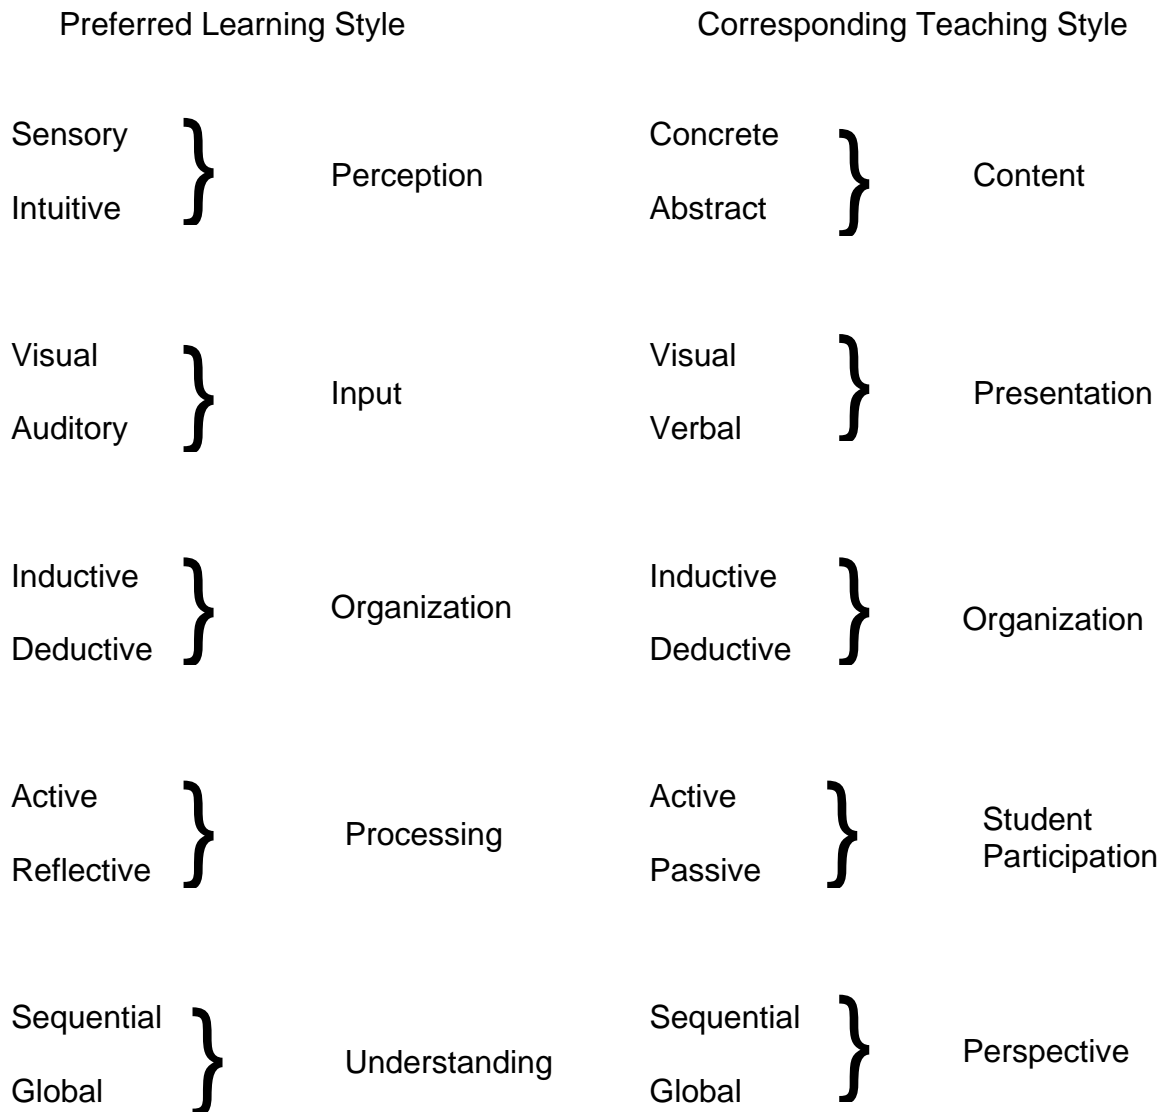 Preferred Learning Style Corresponding Teaching Style
Sensory Concrete
Perception Content
Intuitive Abstract
Visual Visual
Input Presentation
Auditory Verbal
Inductive Inductive
Organization Organization
Deductive Deductive
Active Active
Processing Student
Participation
Reflective Passive
Sequential Sequential
Understanding Perspective
Global Global